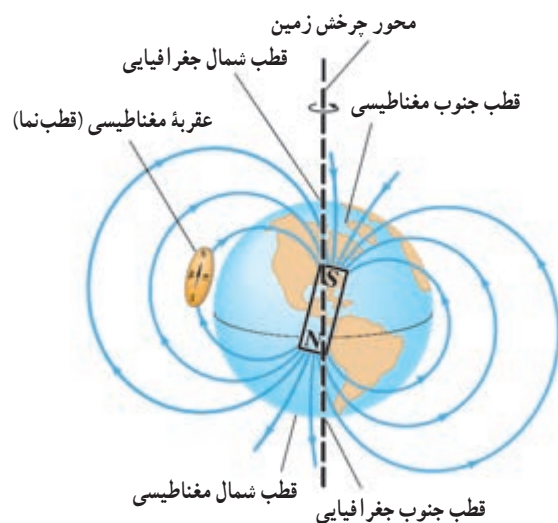 محور چرخش زمین
قطب شمال جغرافیایی
قطب جنوب مغناطیسی
عقربهٔ مغناطیسی (قطب‌نما)
S
N
قطب شمال مغناطیسی
قطب جنوب جغرافیایی